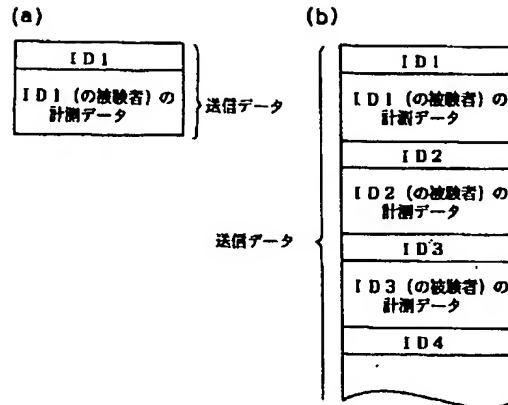 (a)
ID1
ID1(の被験者)の
計測データ
送信データ
(b)
ID1
ID1(の被験者)の
計測データ
ID2
ID2(の被験者)の
計測データ
ID3
ID3(の被験者)の
計測データ
ID4
送信データ